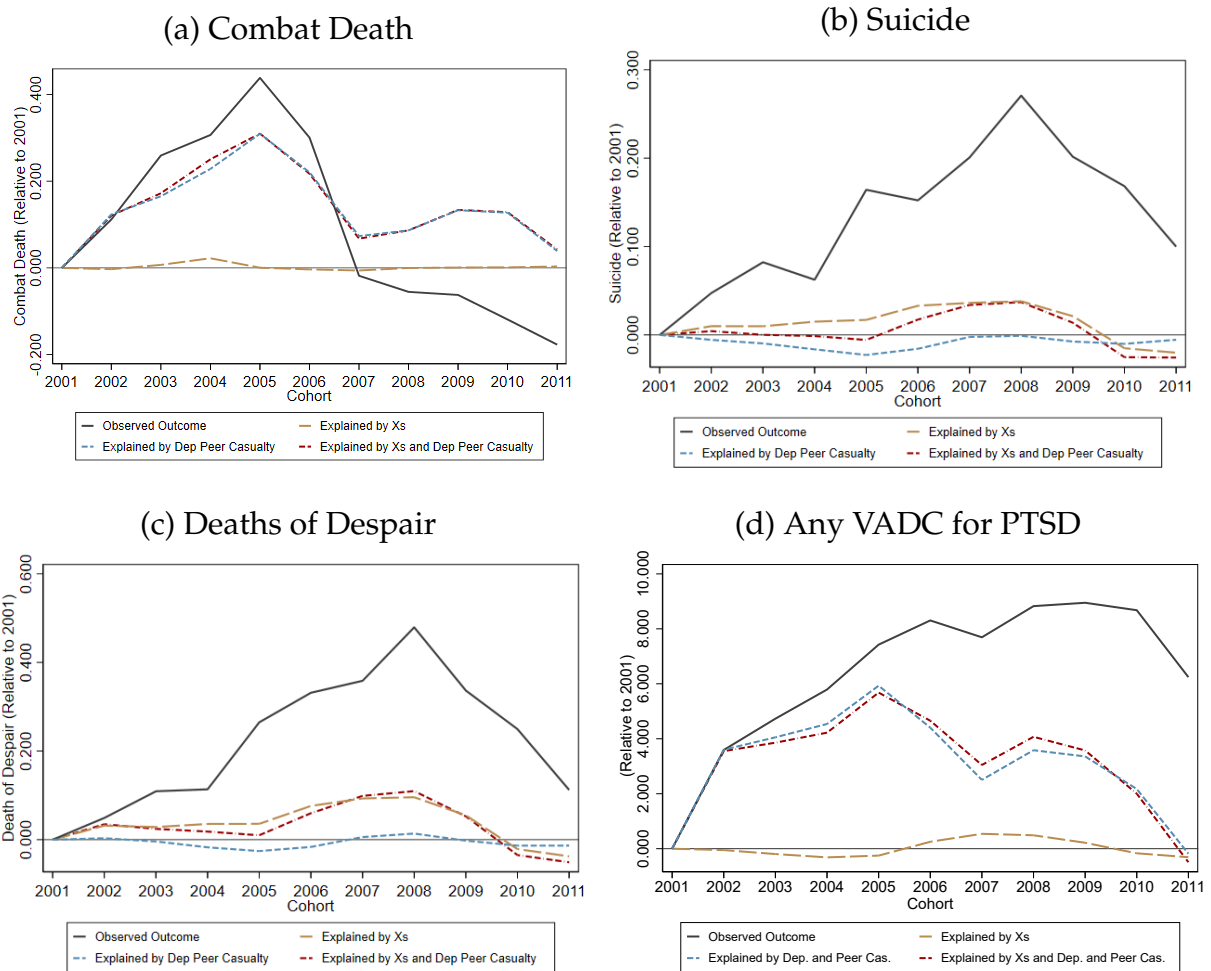 (a) Combat Death
Combat Death (Relative to 2001)
0.400
0.200
0.000
-0.200
2001 2002 2003 2004 2005 2006 2007 2008 2009 2010 2011
Cohort
Observed Outcome Explained by Xs
Explained by Dep Peer Casualty Explained by Xs and Dep Peer Casualty
(b) Suicide
Suicide (Relative to 2001)
0.300
0.200
0.100
0.000
2001 2002 2003 2004 2005 2006 2007 2008 2009 2010 2011
Cohort
Observed Outcome Explained by Xs
Explained by Dep Peer Casualty Explained by Xs and Dep Peer Casualty
(c) Deaths of Despair
Death of Despair (Relative to 2001)
0.600
0.400
0.200
0.000
2001 2002 2003 2004 2005 2006 2007 2008 2009 2010 2011
Cohort
Observed Outcome Explained by Xs
Explained by Dep Peer Casualty Explained by Xs and Dep Peer Casualty
(d) Any VADC for PTSD
(Relative to 2001)
10.000
8.000
6.000
4.000
2.000
0.000
2001 2002 2003 2004 2005 2006 2007 2008 2009 2010 2011
Cohort
Observed Outcome Explained by Xs
Explained by Dep. and Peer Cas. Explained by Xs and Dep. and Peer Cas.